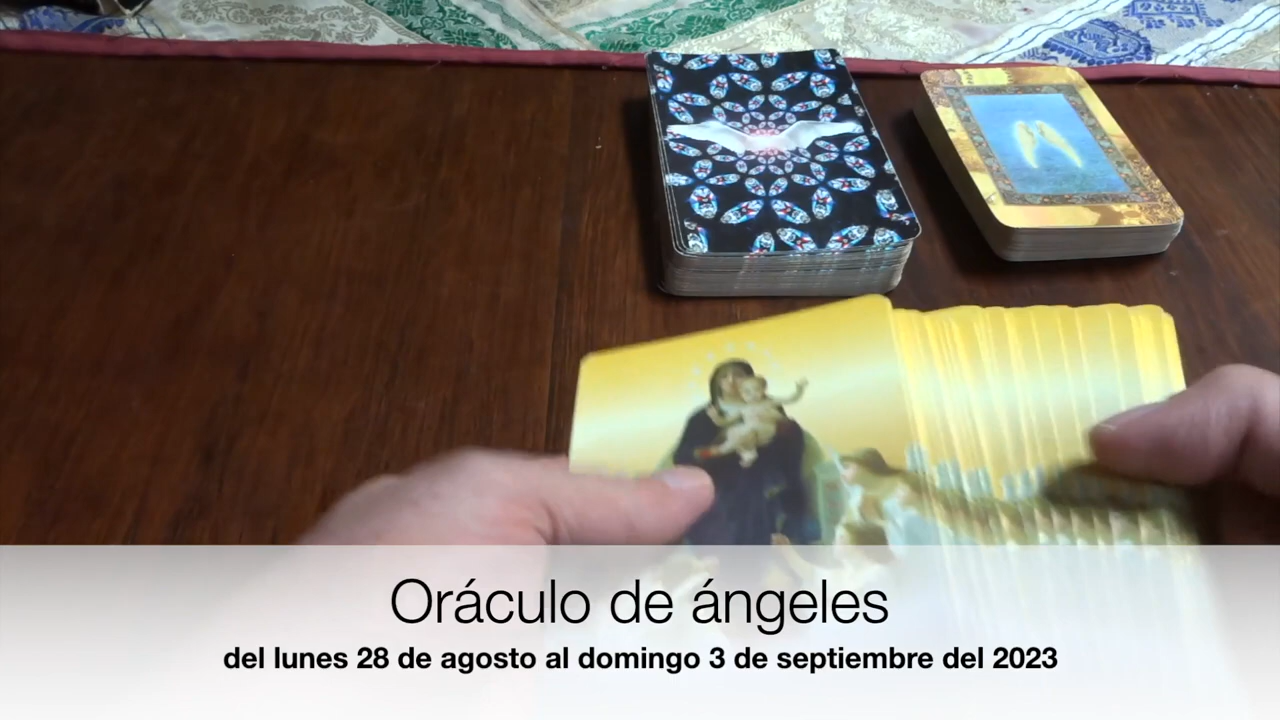 Oráculo de ángeles
del lunes 28 de agosto al domingo 3 de septiembre del 2023